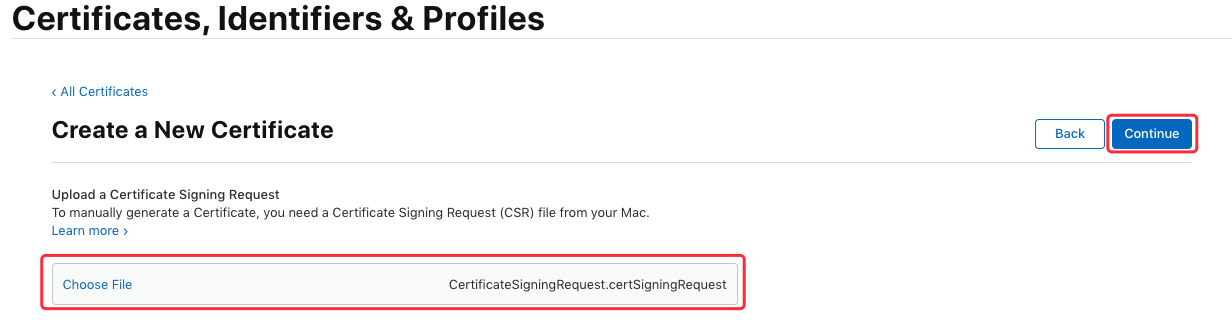 Certificates, Identifiers & Profiles
‹ All Certificates
Create a New Certificate
Back
Continue
Upload a Certificate Signing Request
To manually generate a Certificate, you need a Certificate Signing Request (CSR) file from your Mac.
Learn more ›
Choose File
CertificateSigningRequest.certSigningRequest